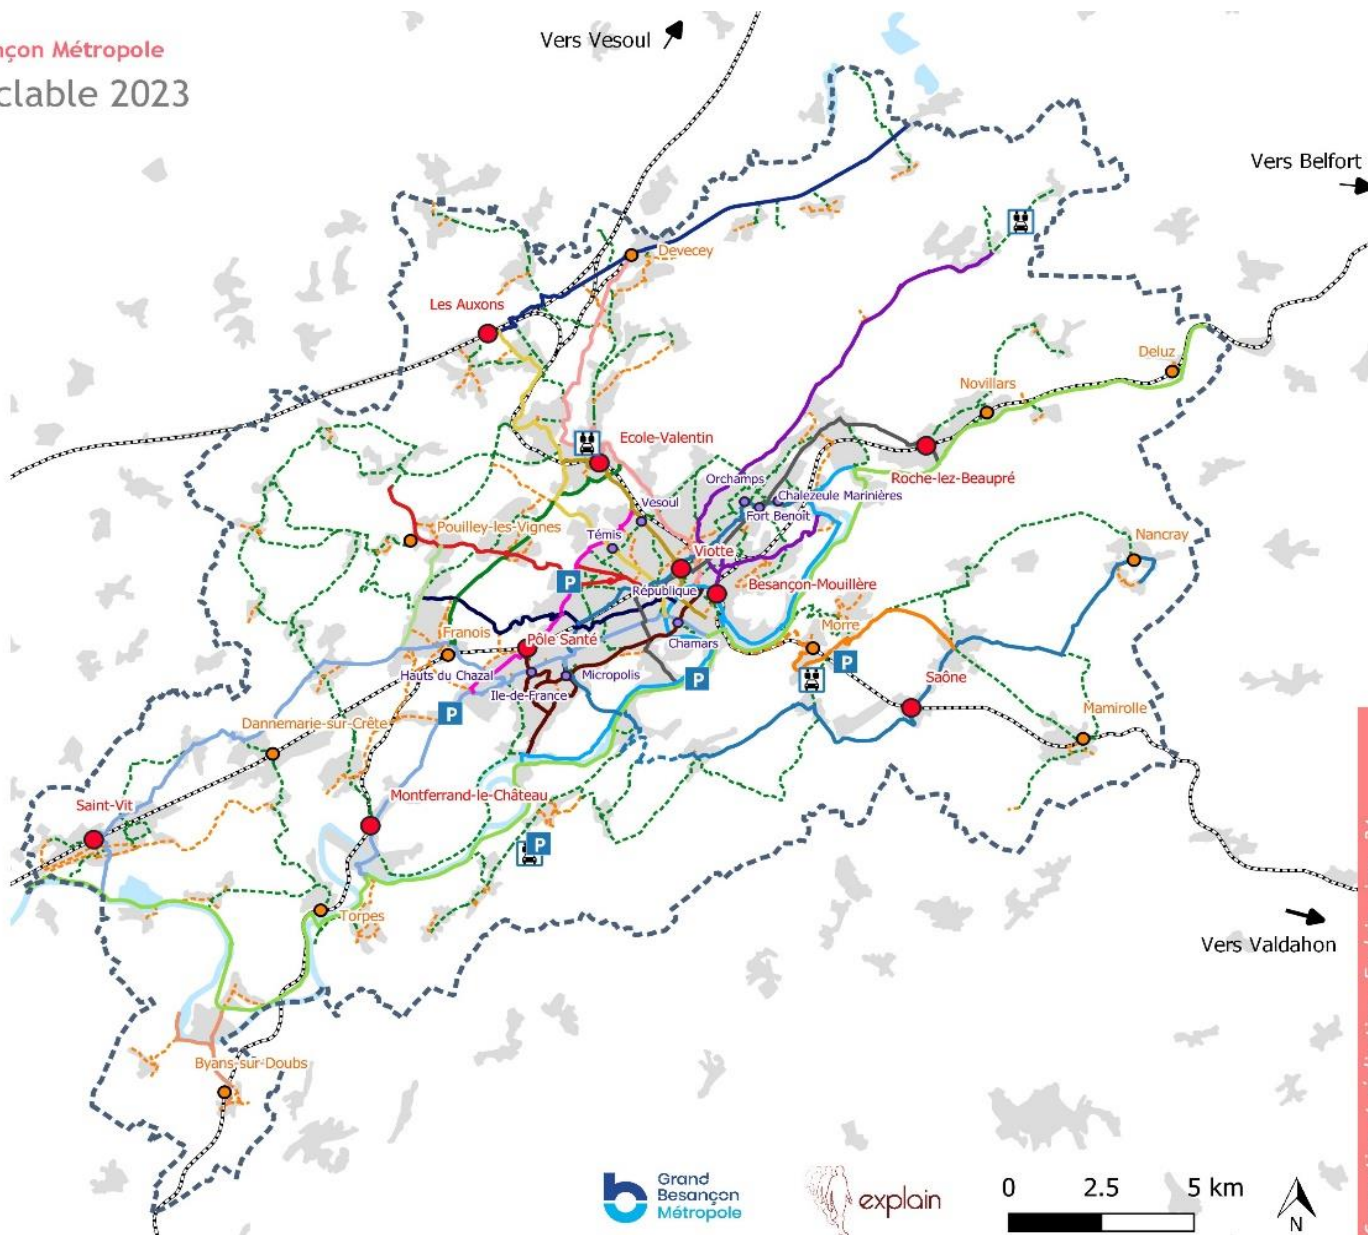 nçon Métropole
clable 2023
Vers Vesoul
Vers Belfort
Devecey
Les Auxons
Deluz
Novillars
Ecole-Valentin
Roche-lez-Beaupré
Orchamps
Chalezeule Marinières
Vesoul
Fort Benoit
Pouilley-les-Vignes
Témis
Viotte
Nancray
P
République
Besançon-Mouillère
Morre
Franois
Pôle Santé
Chamars
P
Hauts du Chazal
Micropolis
P
Saône
Ile-de-France
P
Mamirolle
Dannemarie-sur-Crête
Montferrand-le-Château
Saint-Vit
P
Torpes
Vers Valdahon
Byans-sur-Doubs
Grand
Besançon
Métropole
explain
0 2.5 5 km
N